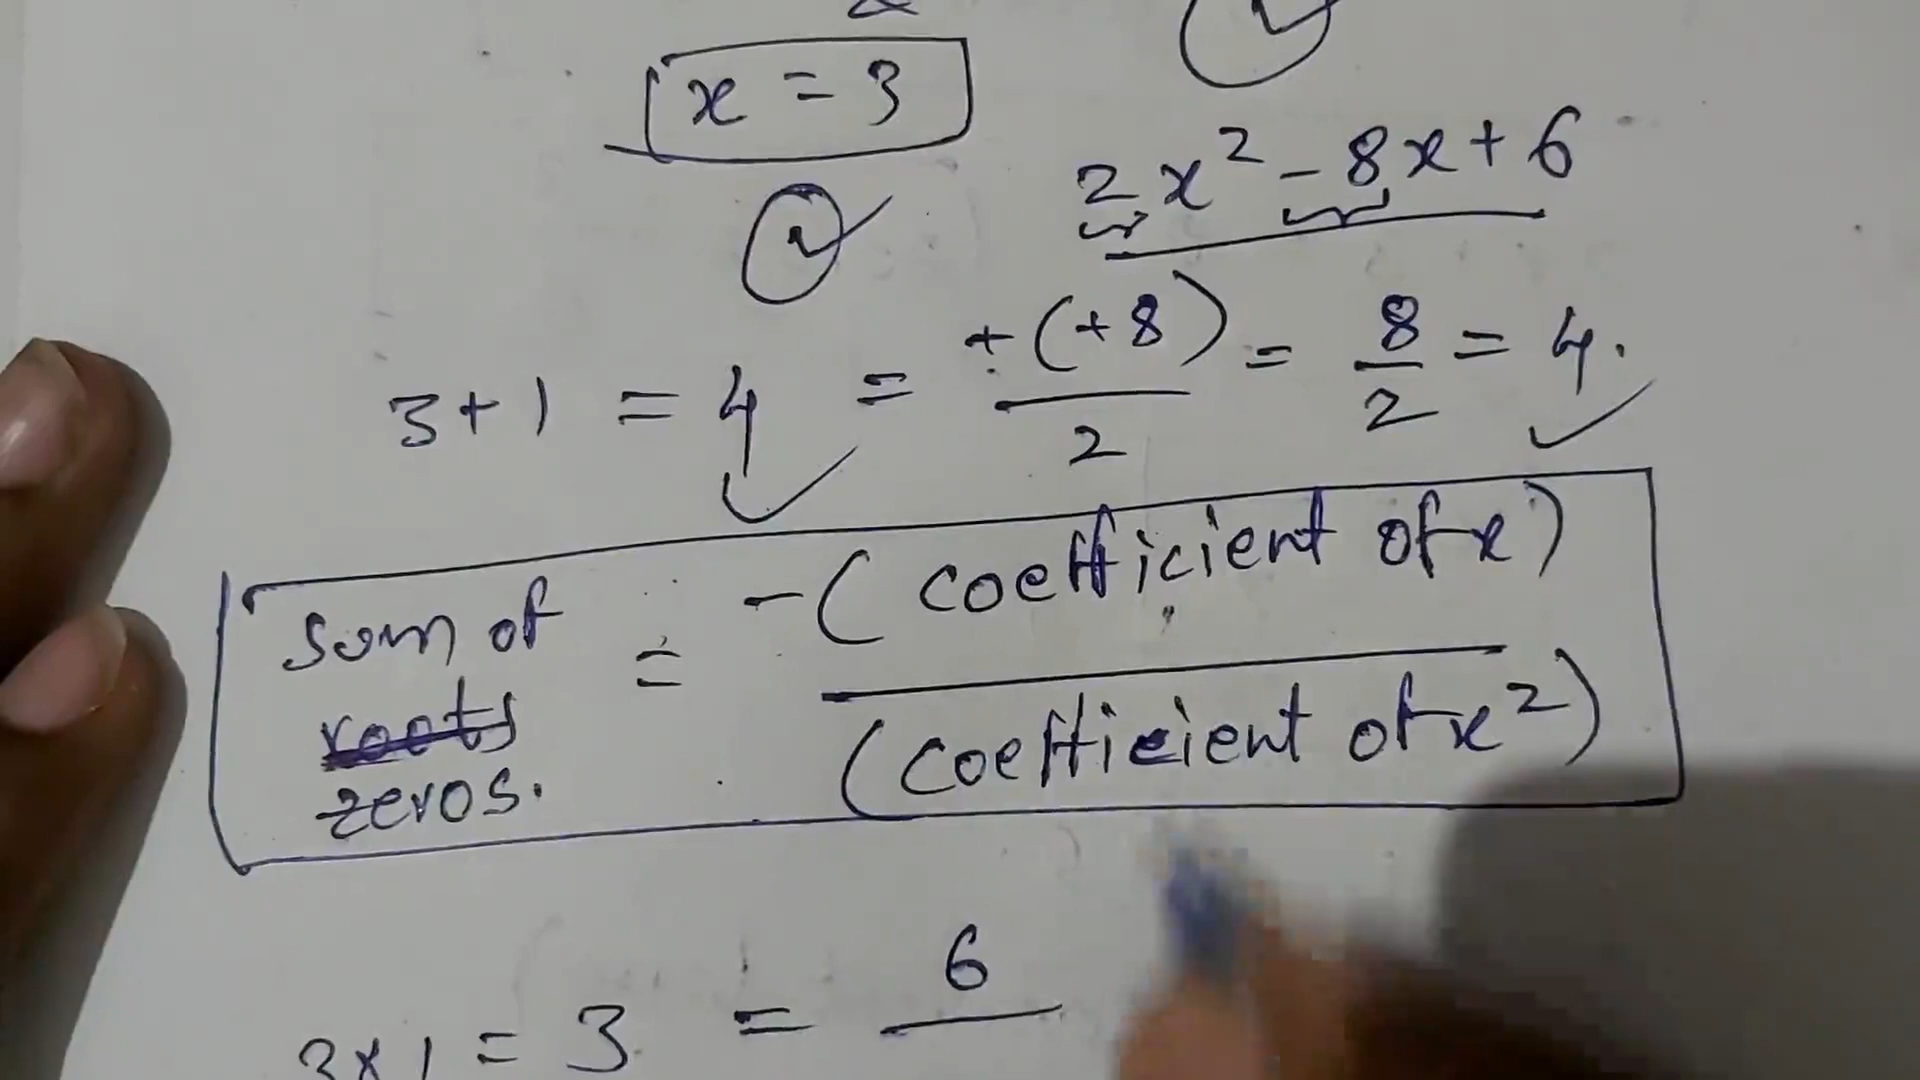 x = 3
2x² - 8x + 6
3 + 1 = 4 = +(+8)/2 = 8/2 = 4.
sum of roots zeros. = -(coefficient of x)/(coefficient of x²)
3 x 1 = 3 = 6